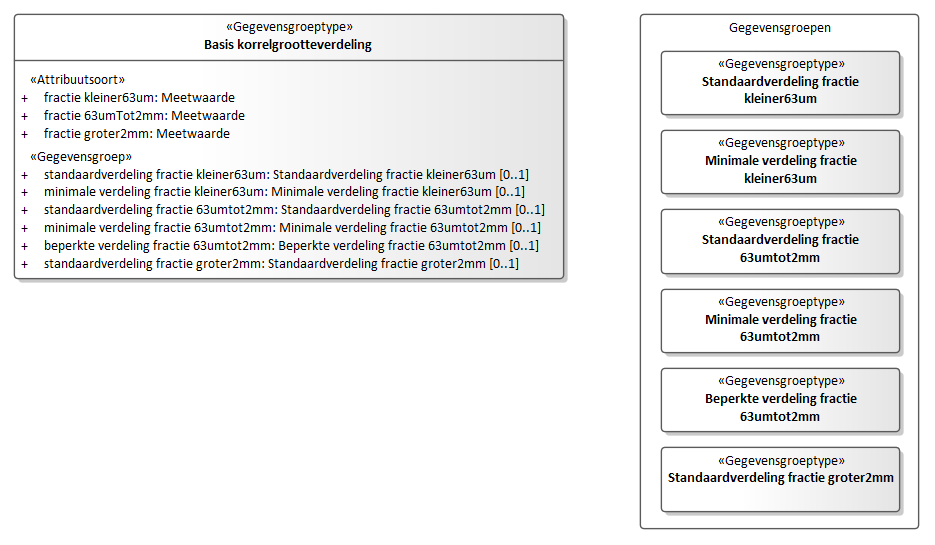 «Gegevensgroeptype»
Basis korrelgrootteverdeling
«Attribuutsoort»
+ fractie kleiner63um: Meetwaarde
+ fractie 63umTot2mm: Meetwaarde
+ fractie groter2mm: Meetwaarde
«Gegevensgroep»
+ standaardverdeling fractie kleiner63um: Standaardverdeling fractie kleiner63um [0..1]
+ minimale verdeling fractie kleiner63um: Minimale verdeling fractie kleiner63um [0..1]
+ standaardverdeling fractie 63umtot2mm: Standaardverdeling fractie 63umtot2mm [0..1]
+ minimale verdeling fractie 63umtot2mm: Minimale verdeling fractie 63umtot2mm [0..1]
+ beperkte verdeling fractie 63umtot2mm: Beperkte verdeling fractie 63umtot2mm [0..1]
+ standaardverdeling fractie groter2mm: Standaardverdeling fractie groter2mm [0..1]
Gegevensgroepen
«Gegevensgroeptype»
Standaardverdeling fractie
kleiner63um
«Gegevensgroeptype»
Minimale verdeling fractie
kleiner63um
«Gegevensgroeptype»
Standaardverdeling fractie
63umtot2mm
«Gegevensgroeptype»
Minimale verdeling fractie
63umtot2mm
«Gegevensgroeptype»
Beperkte verdeling fractie
63umtot2mm
«Gegevensgroeptype»
Standaardverdeling fractie groter2mm